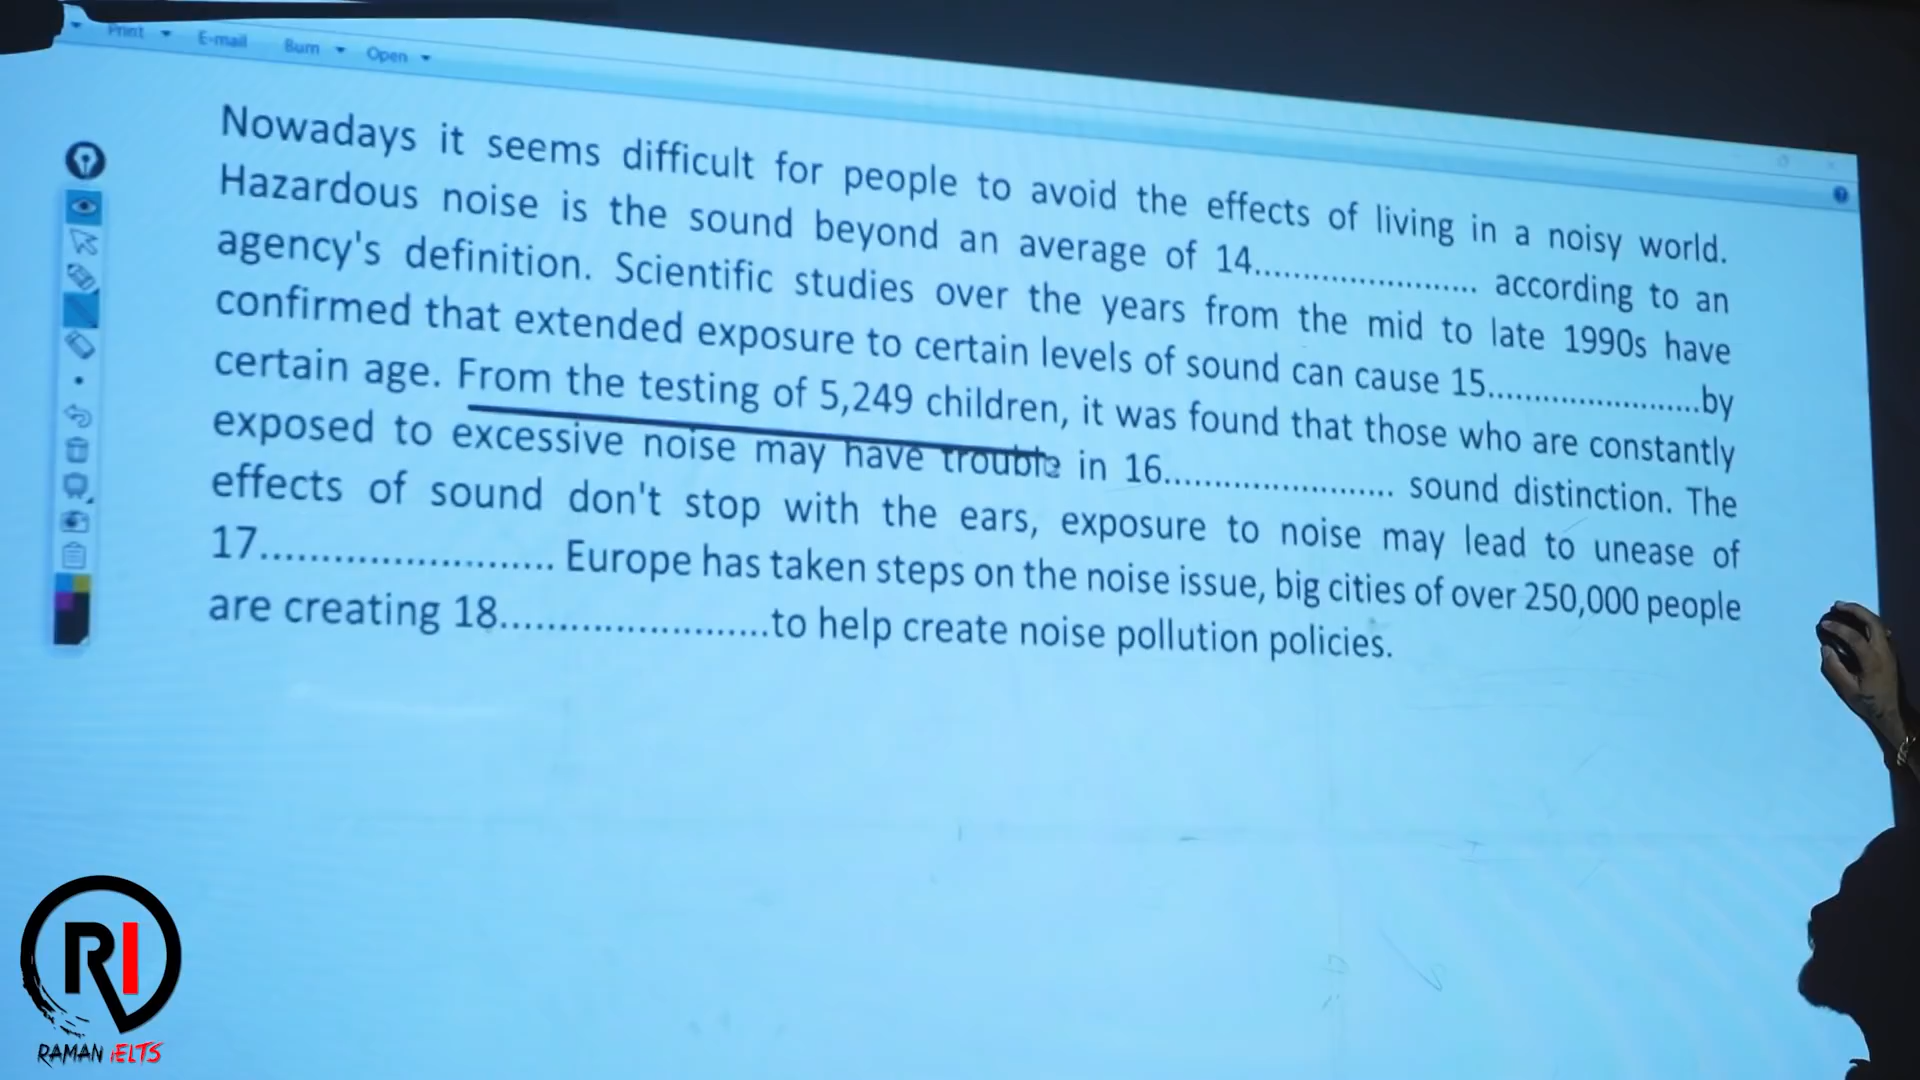 Print E-mail Burn Open
Nowadays it seems difficult for people to avoid the effects of living in a noisy world.
Hazardous noise is the sound beyond an average of 14..................... according to an
agency's definition. Scientific studies over the years from the mid to late 1990s have
confirmed that extended exposure to certain levels of sound can cause 15.....................by
certain age. From the testing of 5,249 children, it was found that those who are constantly
exposed to excessive noise may have trouble in 16..................... sound distinction. The
effects of sound don't stop with the ears, exposure to noise may lead to unease of
17........................ Europe has taken steps on the noise issue, big cities of over 250,000 people
are creating 18.......................to help create noise pollution policies.
RI
RAMAN IELTS